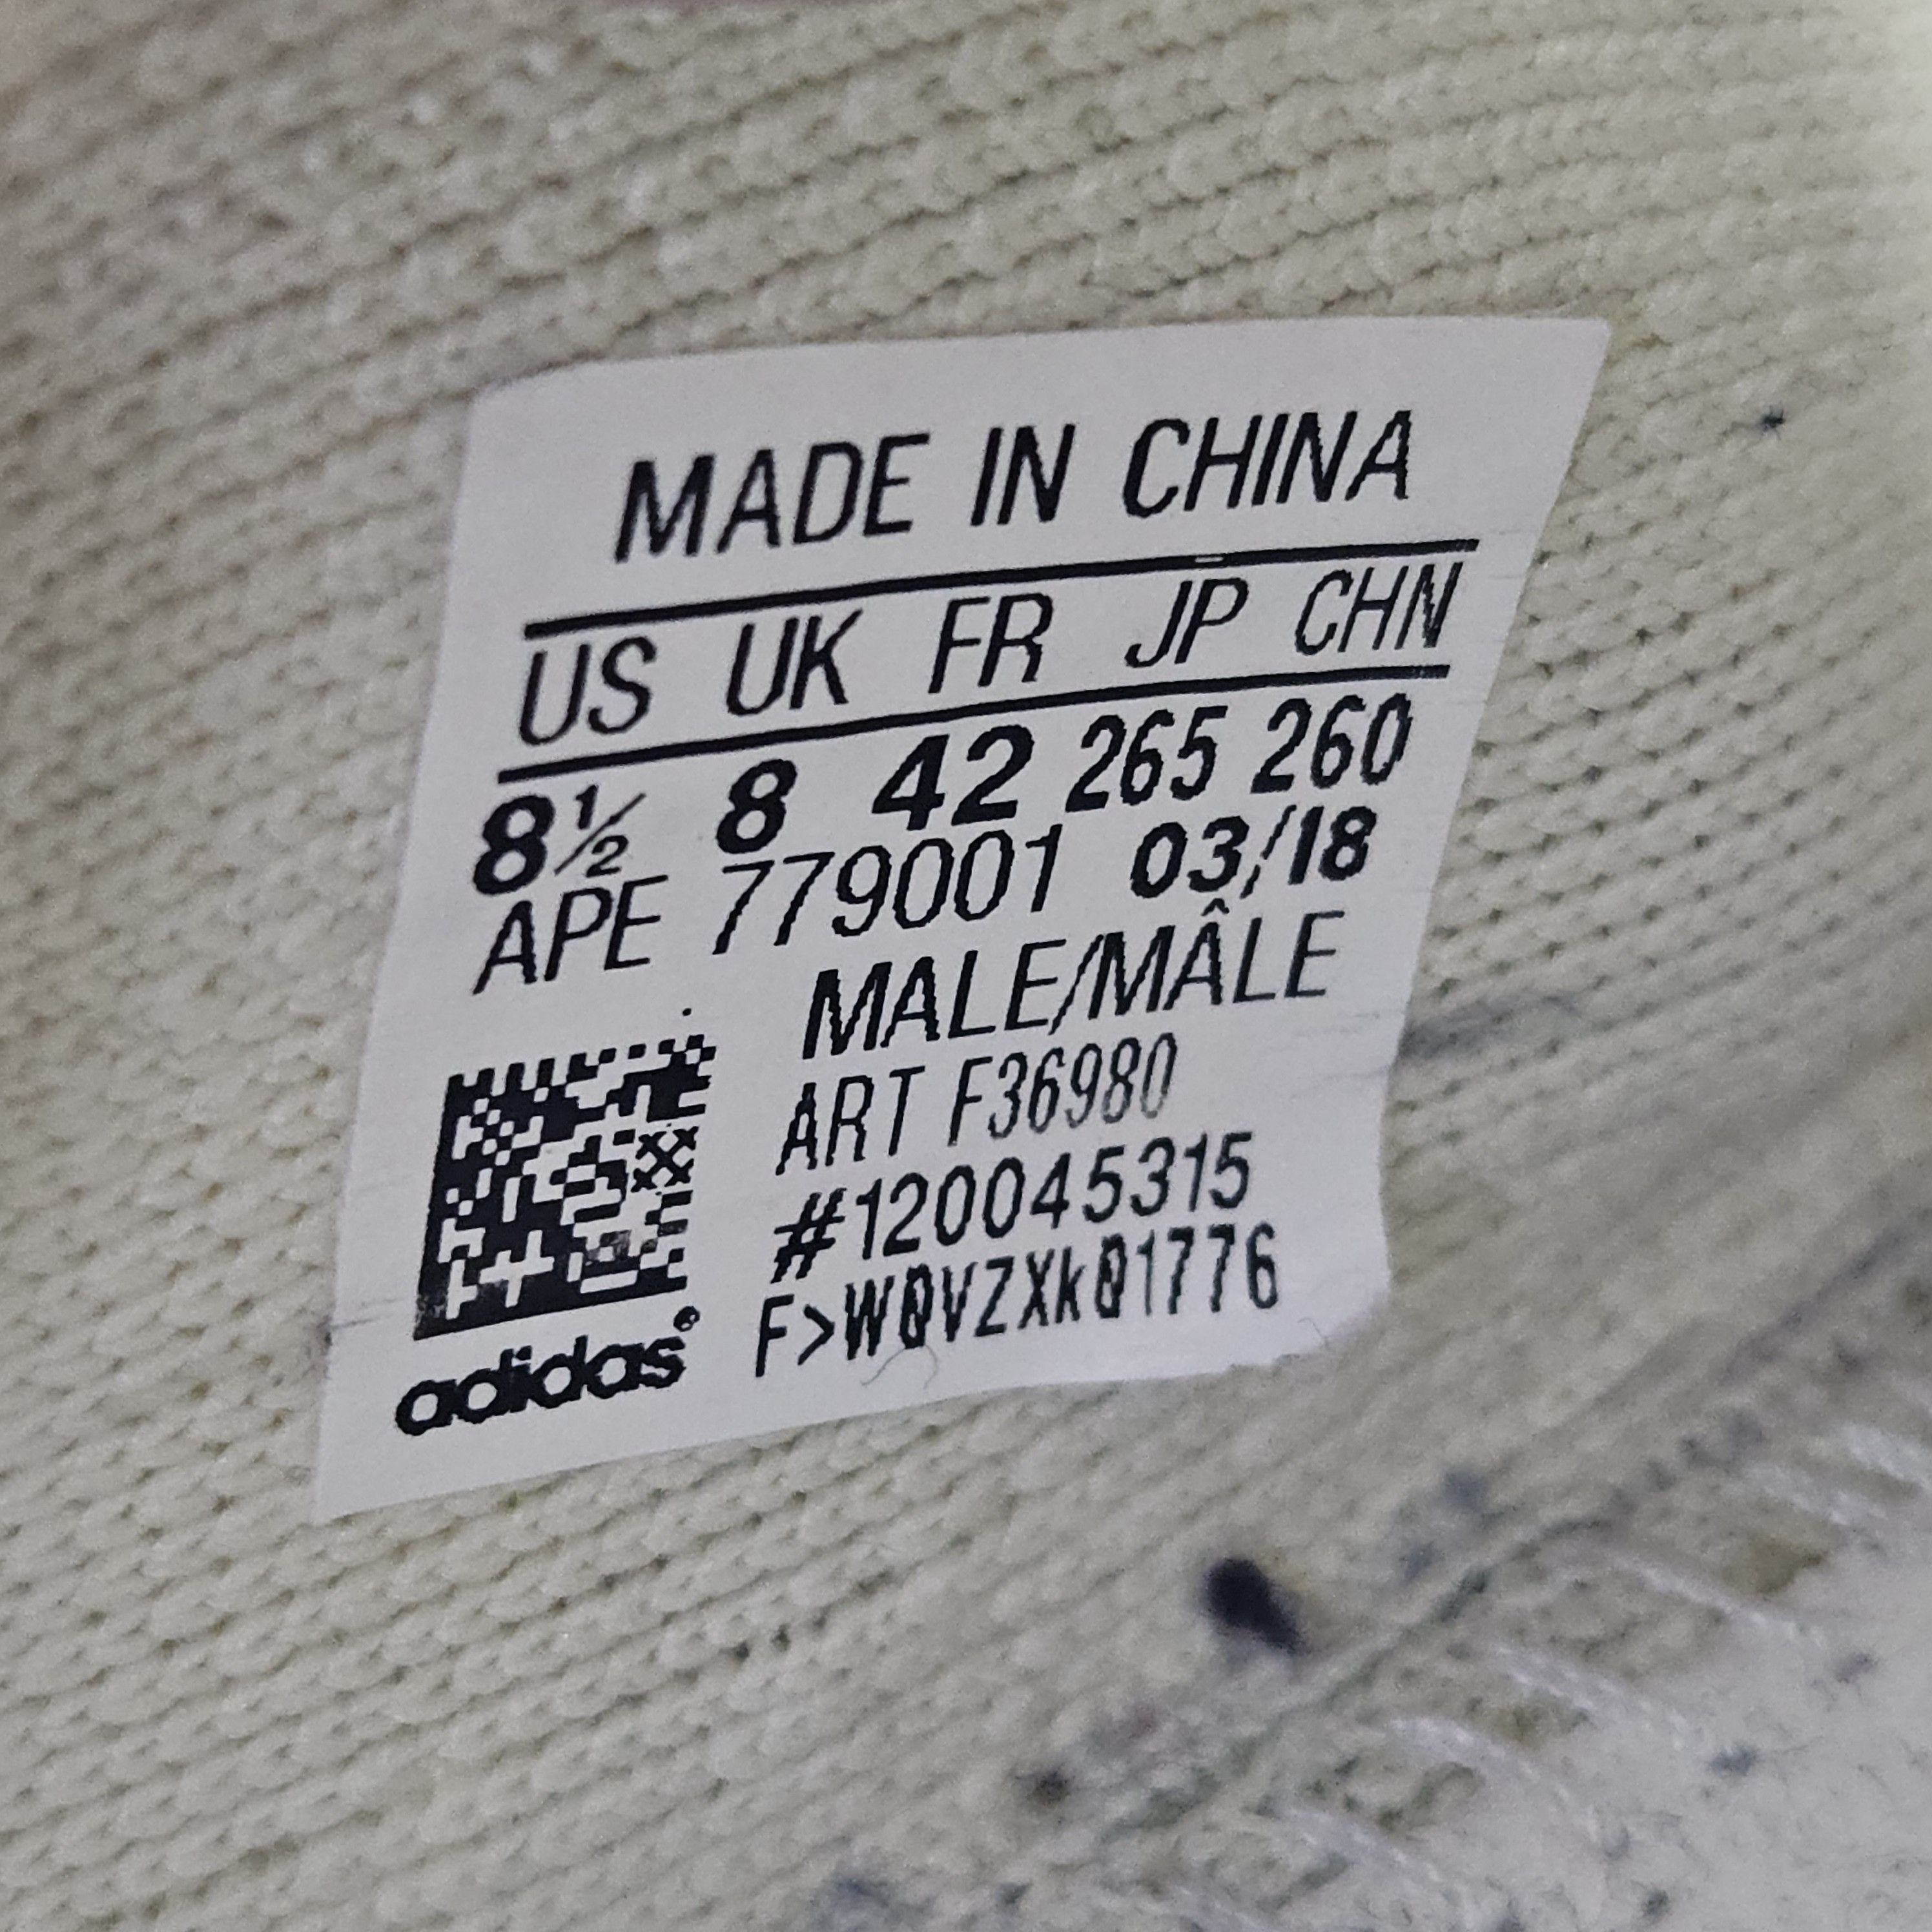 MADE IN CHINA
US UK FR JP CHN
8½ 8 42 265 260
APE 779001 03/18
MALE/MÂLE
ART F36980
#120045315
F>W0VZXk01776
adidas®